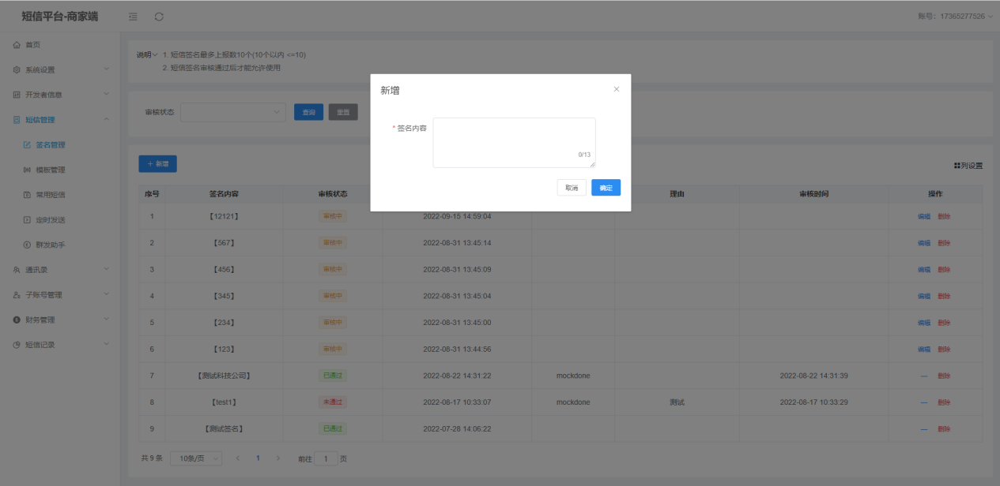 短信平台-商家端
账号：17365277526
首页
系统设置
开发者信息
短信管理
签名管理
模板管理
常用短信
定时发送
群发助手
通讯录
子账号管理
财务管理
短信记录
说明 1. 短信签名最多上报数10个(10个以内 <=10)
2. 短信签名审核通过后才能允许使用
审核状态 查询 重置
新增
* 签名内容
0/13
取消 确定
+ 新增
列设置
序号 签名内容 审核状态 理由 审核时间 操作
1 【12121】 审核中 2022-09-15 14:59:04 编辑 删除
2 【567】 审核中 2022-08-31 13:45:14 编辑 删除
3 【456】 审核中 2022-08-31 13:45:09 编辑 删除
4 【345】 审核中 2022-08-31 13:45:04 编辑 删除
5 【234】 审核中 2022-08-31 13:45:00 编辑 删除
6 【123】 审核中 2022-08-31 13:44:56 编辑 删除
7 【测试科技公司】 已通过 2022-08-22 14:31:22 mockdone 2022-08-22 14:31:39 — 删除
8 【test1】 未通过 2022-08-17 10:33:07 mockdone 测试 2022-08-17 10:33:29 — 删除
9 【测试签名】 已通过 2022-07-28 14:06:22 — 删除
共 9 条 10条/页 1 前往 1 页